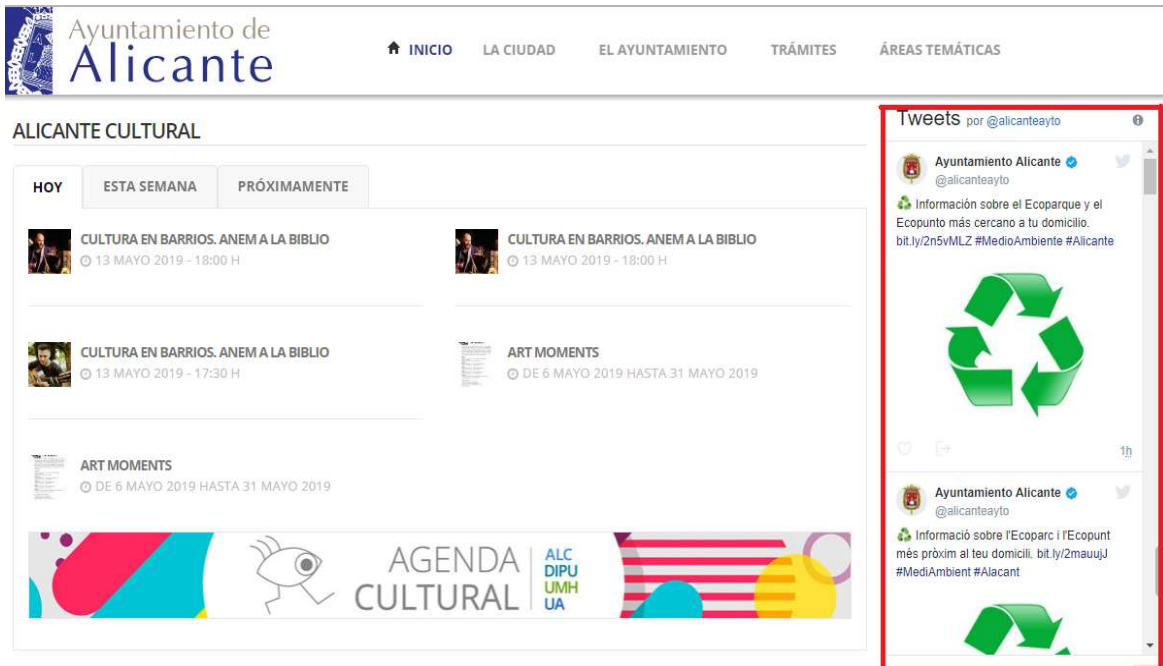 Ayuntamiento de
Alicante
INICIO LA CIUDAD EL AYUNTAMIENTO TRÁMITES ÁREAS TEMÁTICAS
ALICANTE CULTURAL
HOY ESTA SEMANA PRÓXIMAMENTE
CULTURA EN BARRIOS. ANEM A LA BIBLIO
13 MAYO 2019 - 18:00 H
CULTURA EN BARRIOS. ANEM A LA BIBLIO
13 MAYO 2019 - 18:00 H
CULTURA EN BARRIOS. ANEM A LA BIBLIO
13 MAYO 2019 - 17:30 H
ART MOMENTS
DE 6 MAYO 2019 HASTA 31 MAYO 2019
ART MOMENTS
DE 6 MAYO 2019 HASTA 31 MAYO 2019
AGENDA
CULTURAL
ALC
DIPU
UMH
UA
Tweets por @alicanteayto
Ayuntamiento Alicante
@alicanteayto
Información sobre el Ecoparque y el
Ecopunto más cercano a tu domicilio.
bit.ly/2n5vMLZ #MedioAmbiente #Alicante
1h
Ayuntamiento Alicante
@alicanteayto
Informació sobre l'Ecoparc i l'Ecopunt
més pròxim al teu domicili. bit.ly/2mauujJ
#MediAmbient #Alacant